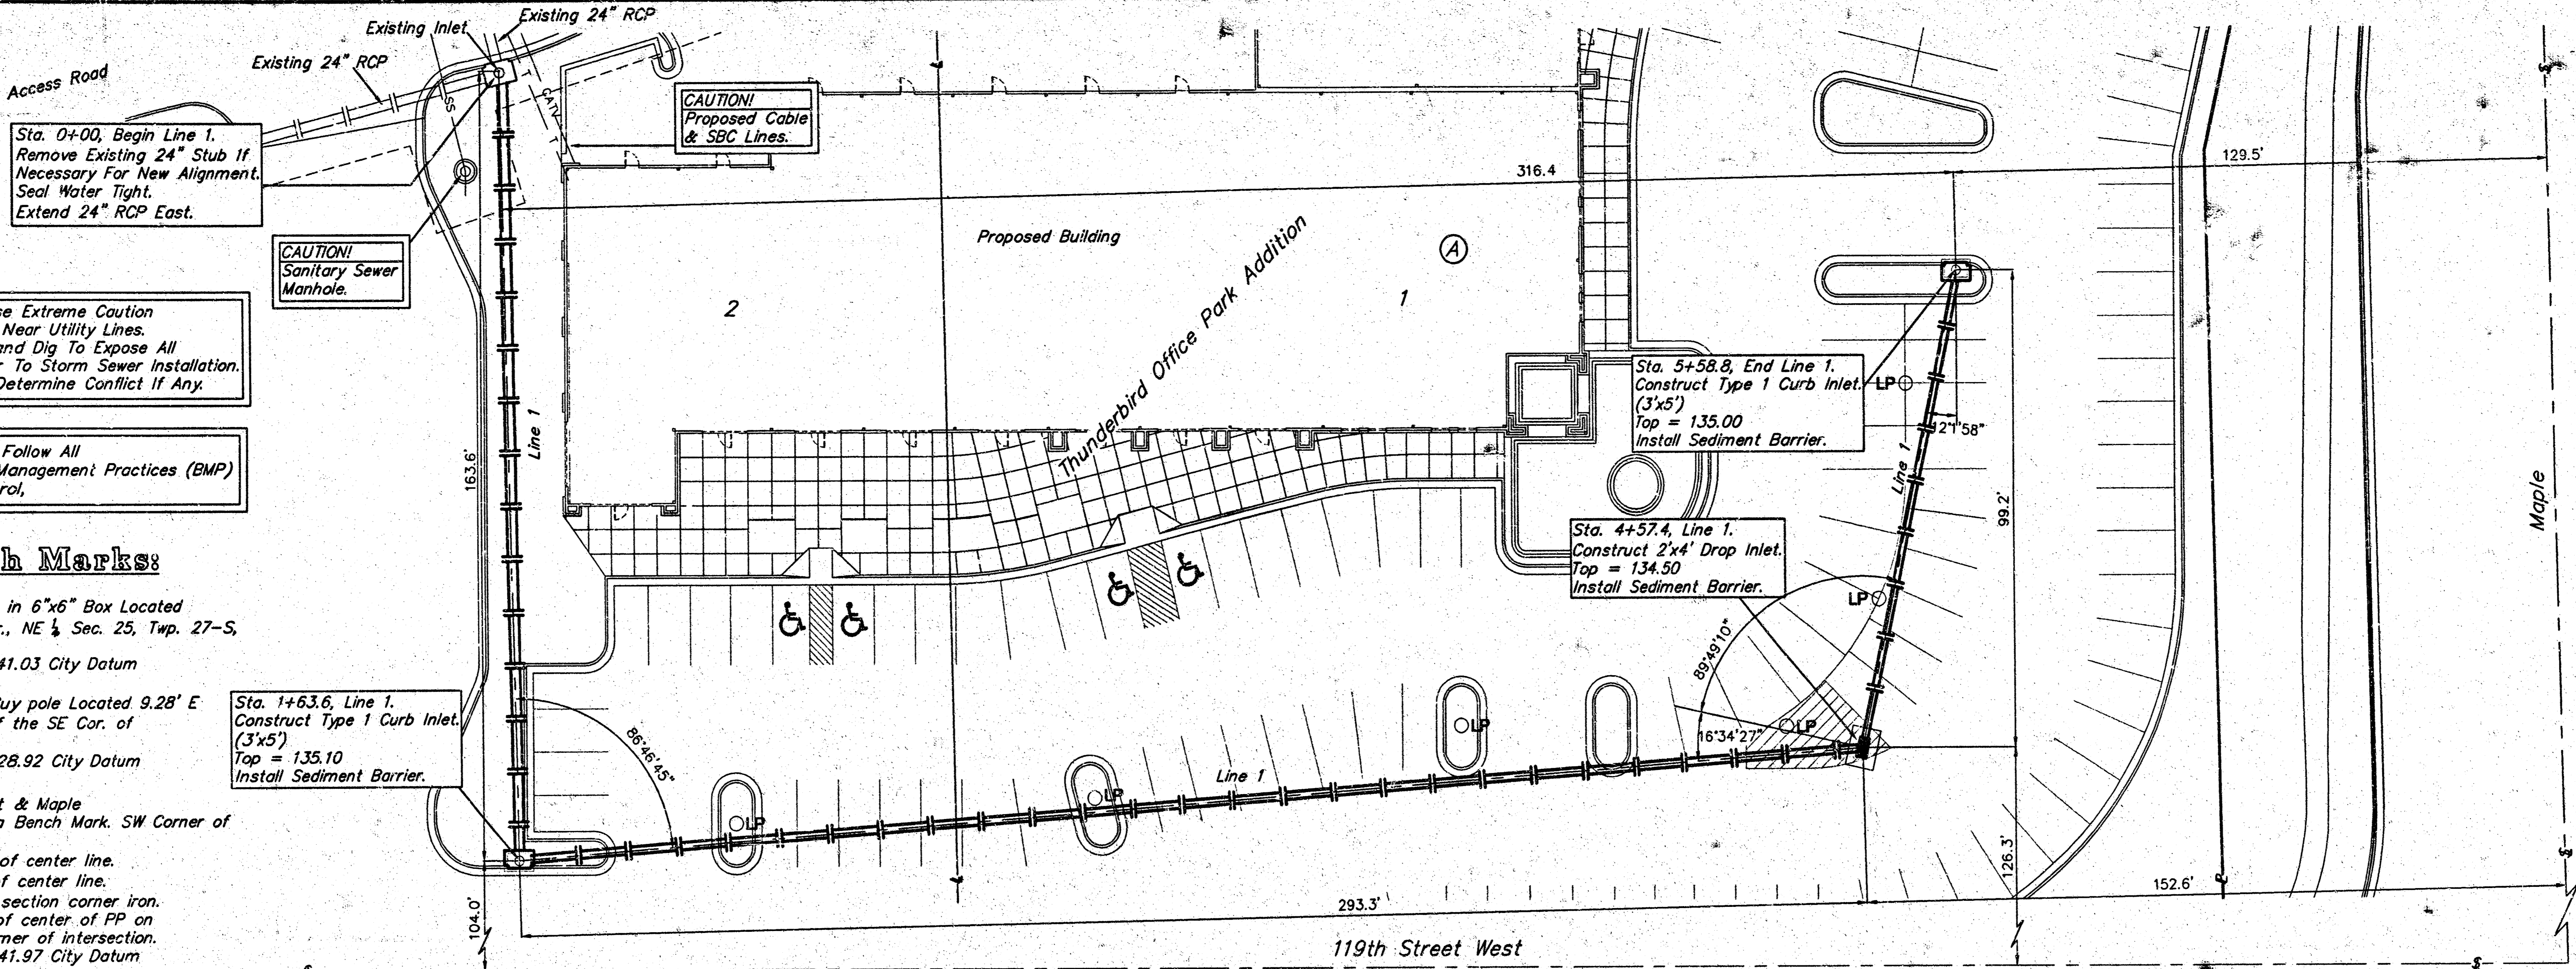 Access Road
Existing 24" RCP
Existing Inlet
Existing 24" RCP
SS
CATV
Sta. 0+00, Begin Line 1.
Remove Existing 24" Stub If
Necessary For New Alignment.
Seal Water Tight.
Extend 24" RCP East.
CAUTION!
Proposed Cable
& SBC Lines.
CAUTION!
Sanitary Sewer
Manhole.
se Extreme Caution
Near Utility Lines.
and Dig To Expose All
r To Storm Sewer Installation.
Determine Conflict If Any.
Follow All
Management Practices (BMP)
rol,
h Marks:
in 6"x6" Box Located
r., NE ¼ Sec. 25, Twp. 27-S,
41.03 City Datum
uy pole Located 9.28' E
f the SE Cor. of
28.92 City Datum
t & Maple
a Bench Mark. SW Corner of
of center line.
f center line.
section corner iron.
of center of PP on
rner of intersection.
41.97 City Datum
Sta. 1+63.6, Line 1.
Construct Type 1 Curb Inlet.
(3'x5')
Top = 135.10
Install Sediment Barrier.
163.6'
Line 1
104.0'
86°46'45"
Proposed Building
2
1
A
Thunderbird Office Park Addition
316.4
129.5'
Sta. 5+58.8, End Line 1.
Construct Type 1 Curb Inlet.
(3'x5')
Top = 135.00
Install Sediment Barrier.
LP
12°1'58"
Line 1
99.2'
Sta. 4+57.4, Line 1.
Construct 2'x4' Drop Inlet.
Top = 134.50
Install Sediment Barrier.
LP
89°49'10"
LP
16°34'27"
LP
LP
LP
Line 1
126.3'
152.6'
293.3'
119th Street West
Maple